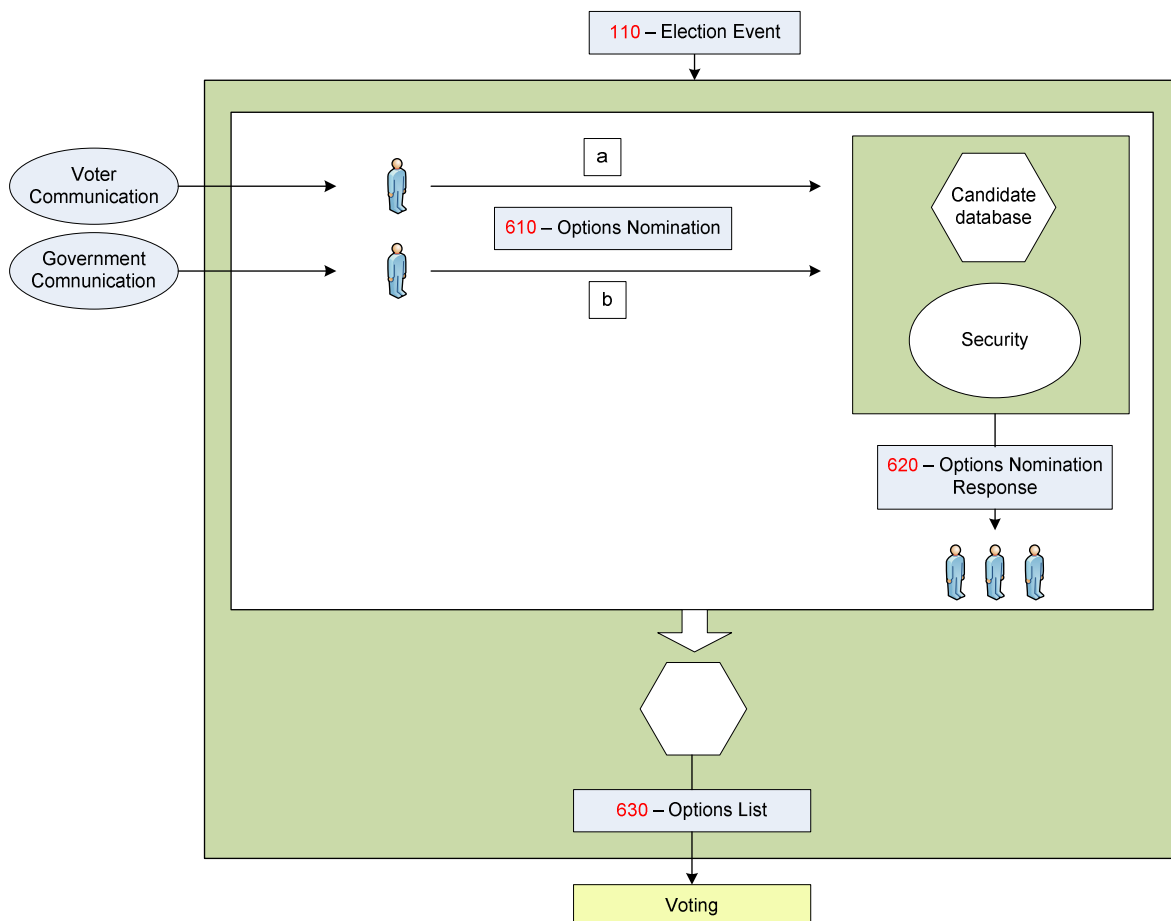 110 – Election Event
Voter
Communication
a
Candidate
database
610 – Options Nomination
Government
Comnunication
b
Security
620 – Options Nomination
Response
630 – Options List
Voting